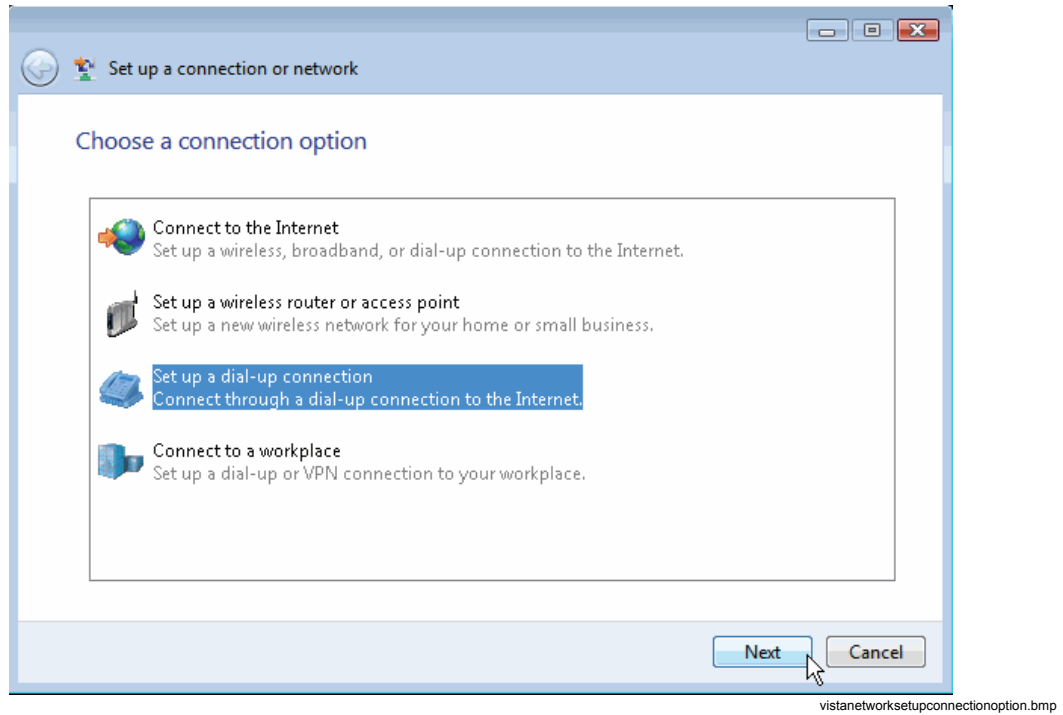 Set up a connection or network
Choose a connection option
Connect to the Internet
Set up a wireless, broadband, or dial-up connection to the Internet.
Set up a wireless router or access point
Set up a new wireless network for your home or small business.
Set up a dial-up connection
Connect through a dial-up connection to the Internet.
Connect to a workplace
Set up a dial-up or VPN connection to your workplace.
Next Cancel
vistanetworksetupconnectionoption.bmp